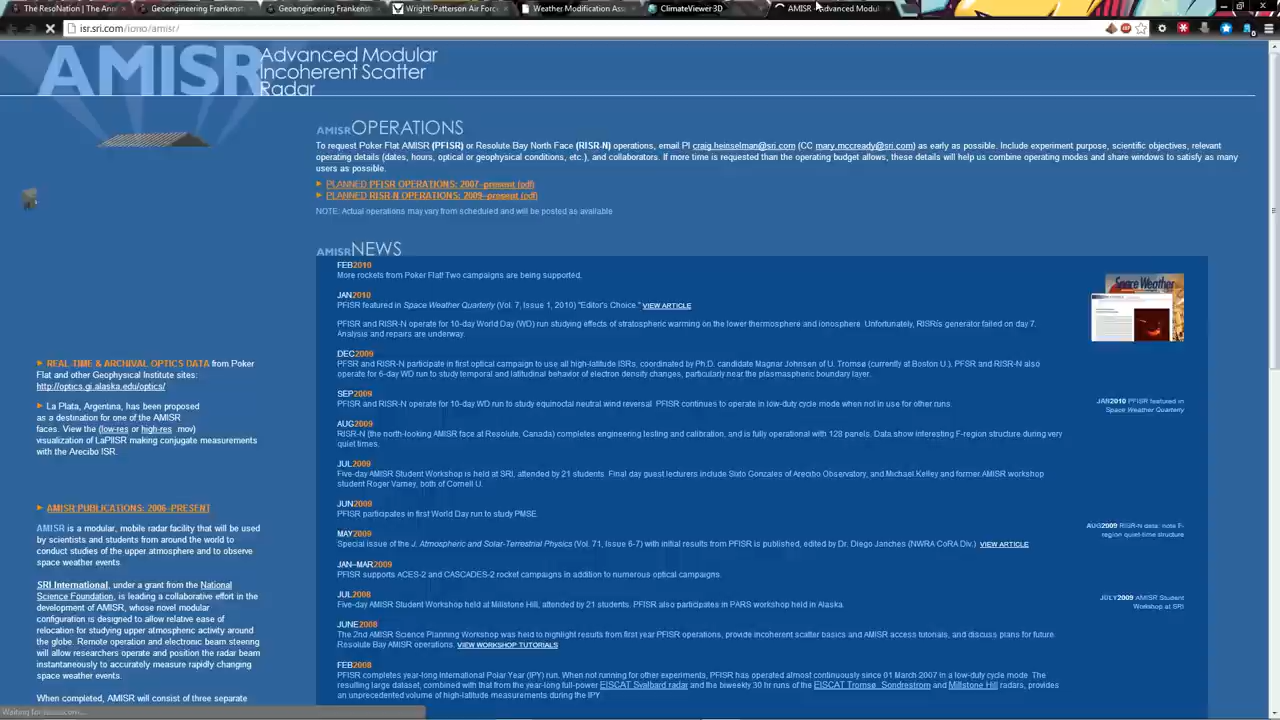 The ResoNation | The An
Geoengineering Frankenst
Geoengineering Frankenst
Wright-Patterson Air Forc
Weather Modification Ass
ClimateViewer 3D
AMISR - Advanced Modul
isr.sri.com/iono/amisr/
AMISR
Advanced Modular
Incoherent Scatter
Radar
AMISR OPERATIONS
To request Poker Flat AMISR (PFISR) or Resolute Bay North Face (RISR-N) operations, email PI craig.heinselman@sri.com (CC mary.mccready@sri.com) as early as possible. Include experiment purpose, scientific objectives, relevant
operating details (dates, hours, optical or geophysical conditions, etc.), and collaborators. If more time is requested than the operating budget allows, these details will help us combine operating modes and share windows to satisfy as many
users as possible.
► PLANNED PFISR OPERATIONS: 2007-present (pdf)
► PLANNED RISR-N OPERATIONS: 2009-present (pdf)
NOTE: Actual operations may vary from scheduled and will be posted as available
AMISR NEWS
FEB2010
More rockets from Poker Flat! Two campaigns are being supported.
JAN2010
PFISR featured in Space Weather Quarterly (Vol. 7, Issue 1, 2010) "Editor's Choice." VIEW ARTICLE
PFISR and RISR-N operate for 10-day World Day (WD) run studying effects of stratospheric warming on the lower thermosphere and ionosphere. Unfortunately, RISR's generator failed on day 7.
Analysis and repairs are underway.
DEC2009
PFSR and RISR-N participate in first optical campaign to use all high-latitude ISRs, coordinated by Ph.D. candidate Magnar Johnsen of U. Tromsø (currently at Boston U.). PFSR and RISR-N also
operate for 6-day WD run to study temporal and latitudinal behavior of electron density changes, particularly near the plasmaspheric boundary layer.
SEP2009
PFISR and RISR-N operate for 10-day WD run to study equinoctal neutral wind reversal. PFISR continues to operate in low-duty cycle mode when not in use for other runs.
AUG2009
RISR-N (the north-looking AMISR face at Resolute, Canada) completes engineering testing and calibration, and is fully operational with 128 panels. Data show interesting F-region structure during very
quiet times.
JUL2009
Five-day AMISR Student Workshop is held at SRI, attended by 21 students. Final day guest lecturers include Sixto Gonzales of Arecibo Observatory, and Michael Kelley and former AMISR workshop
student Roger Varney, both of Cornell U.
JUN2009
PFISR participates in first World Day run to study PMSE.
MAY2009
Special issue of the J. Atmospheric and Solar-Terrestrial Physics (Vol. 71, Issue 6-7) with initial results from PFISR is published, edited by Dr. Diego Janches (NWRA CoRA Div.) VIEW ARTICLE
JAN–MAR2009
PFISR supports ACES-2 and CASCADES-2 rocket campaigns in addition to numerous optical campaigns.
JUL2008
Five-day AMISR Student Workshop held at Millstone Hill, attended by 21 students. PFISR also participates in PARS workshop held in Alaska.
JUNE2008
The 2nd AMISR Science Planning Workshop was held to highlight results from first year PFISR operations, provide incoherent scatter basics and AMISR access tutorials, and discuss plans for future
Resolute Bay AMISR operations. VIEW WORKSHOP TUTORIALS
FEB2008
PFISR completes year-long International Polar Year (IPY) run. When not running for other experiments, PFISR has operated almost continuously since 01 March 2007 in a low-duty cycle mode. The
resulting large dataset, combined with that from the year-long full-power EISCAT Svalbard radar and the biweekly 30 hr runs of the EISCAT Tromsø, Sondrestrom and Millstone Hill radars, provides
an unprecedented volume of high-latitude measurements during the IPY.
► REAL-TIME & ARCHIVAL OPTICS DATA from Poker
Flat and other Geophysical Institute sites:
http://optics.gi.alaska.edu/optics/
► La Plata, Argentina, has been proposed
as a destination for one of the AMISR
faces. View the (low-res or high-res .mov)
visualization of LaPlISR making conjugate measurements
with the Arecibo ISR.
► AMISR PUBLICATIONS: 2006-PRESENT
AMISR is a modular, mobile radar facility that will be used
by scientists and students from around the world to
conduct studies of the upper atmosphere and to observe
space weather events.
SRI International, under a grant from the National
Science Foundation, is leading a collaborative effort in the
development of AMISR, whose novel modular
configuration is designed to allow relative ease of
relocation for studying upper atmospheric activity around
the globe. Remote operation and electronic beam steering
will allow researchers operate and position the radar beam
instantaneously to accurately measure rapidly changing
space weather events.
When completed, AMISR will consist of three separate
Space Weather
JAN2010 PFISR featured in
Space Weather Quarterly
AUG2009 RISR-N data: note F-
region quiet-time structure
JULY2009 AMISR Student
Workshop at SRI